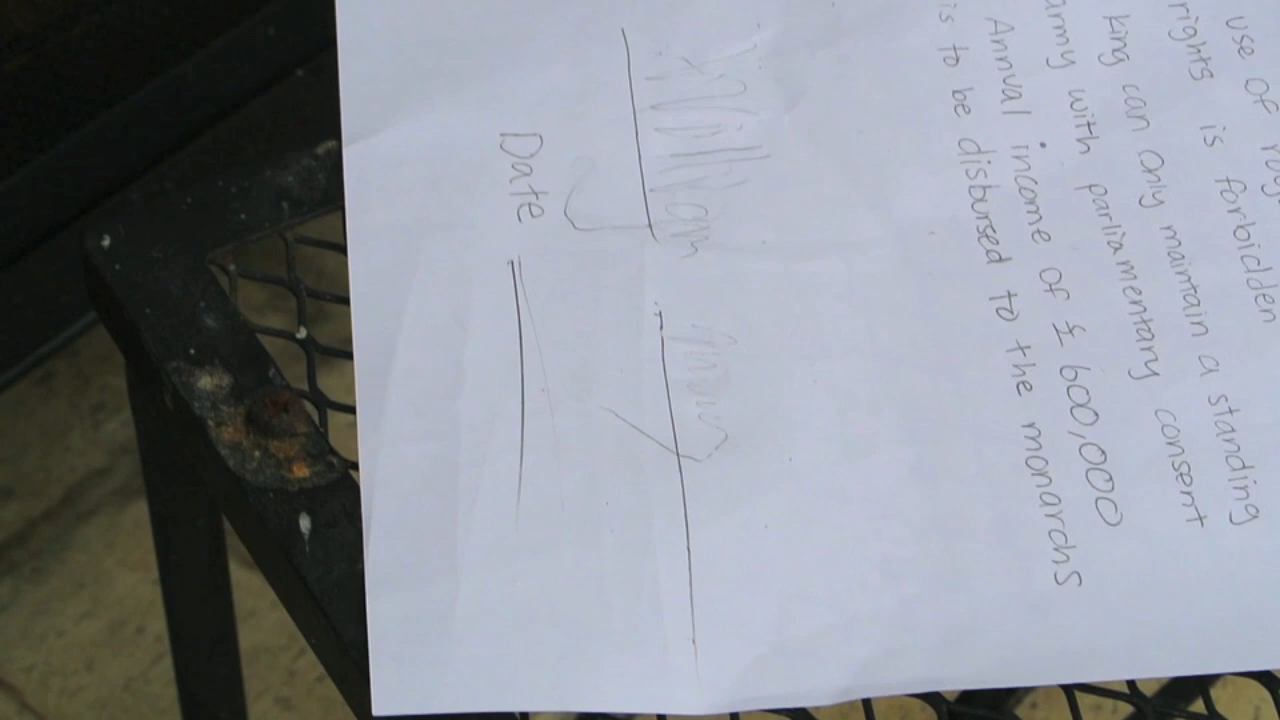 use of
rights is forbidden
king can only maintain a standing
army with parliamentary consent
Annual income of £ 600,000
is to be disbursed to the monarchs
William
Date